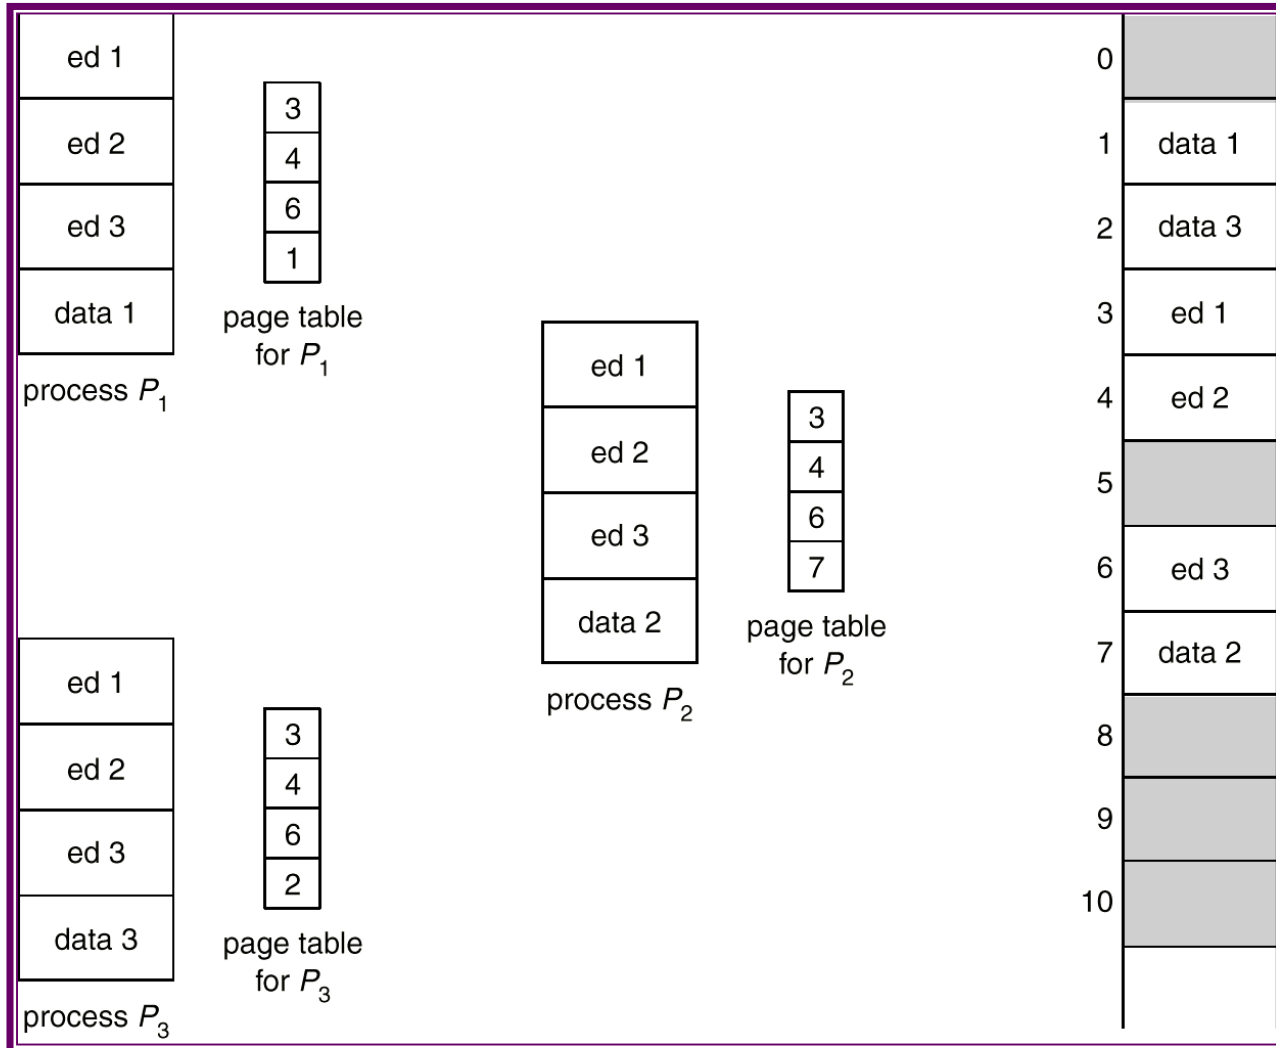 ed 1
ed 2
ed 3
data 1
process P1
3
4
6
1
page table
for P1
ed 1
ed 2
ed 3
data 2
process P2
3
4
6
7
page table
for P2
ed 1
ed 2
ed 3
data 3
process P3
3
4
6
2
page table
for P3
0
1 data 1
2 data 3
3 ed 1
4 ed 2
5
6 ed 3
7 data 2
8
9
10